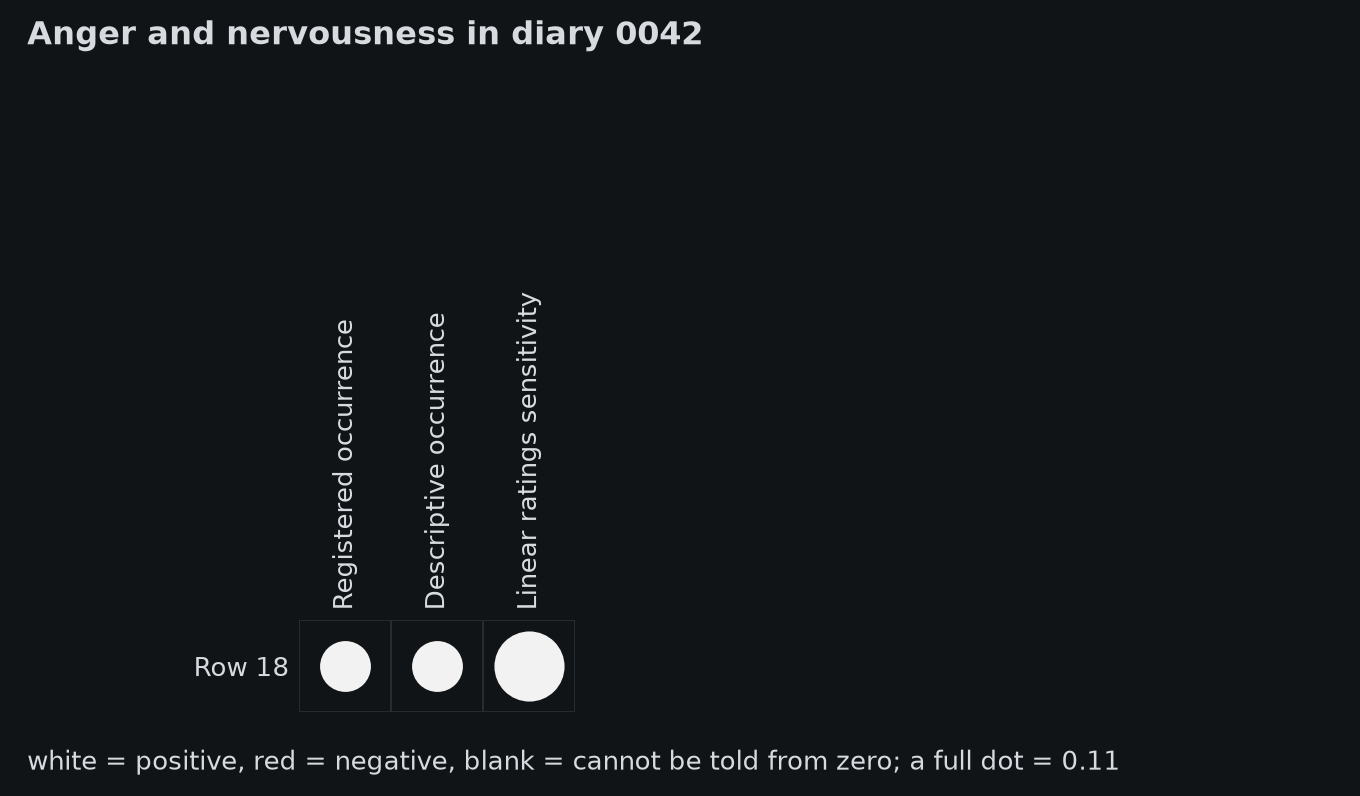 Anger and nervousness in diary 0042
Registered occurrence
Descriptive occurrence
Linear ratings sensitivity
Row 18
white = positive, red = negative, blank = cannot be told from zero; a full dot = 0.11